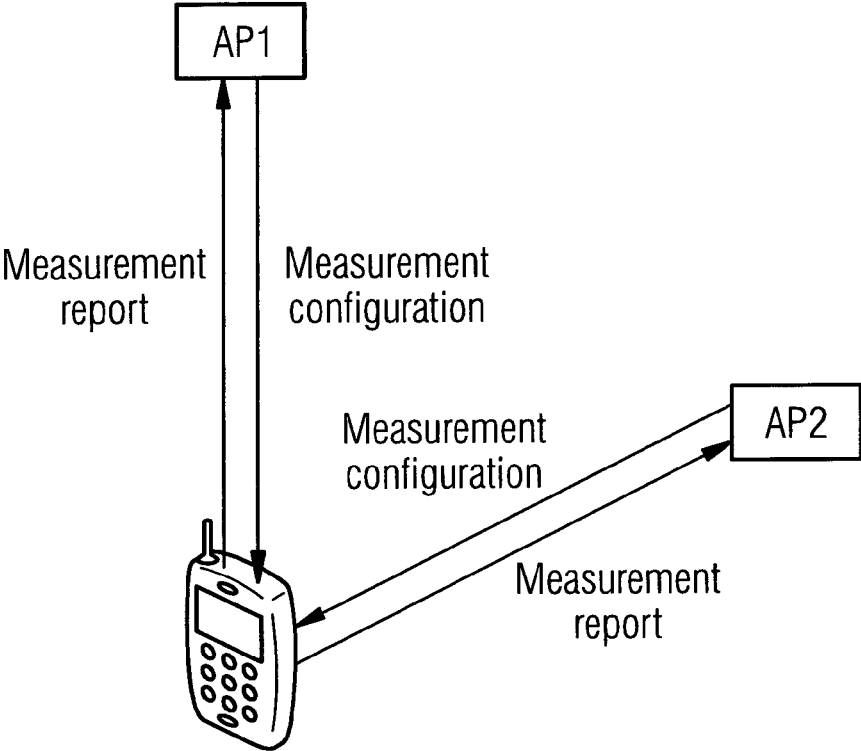 AP1
Measurement
report
Measurement
configuration
Measurement
configuration
AP2
Measurement
report